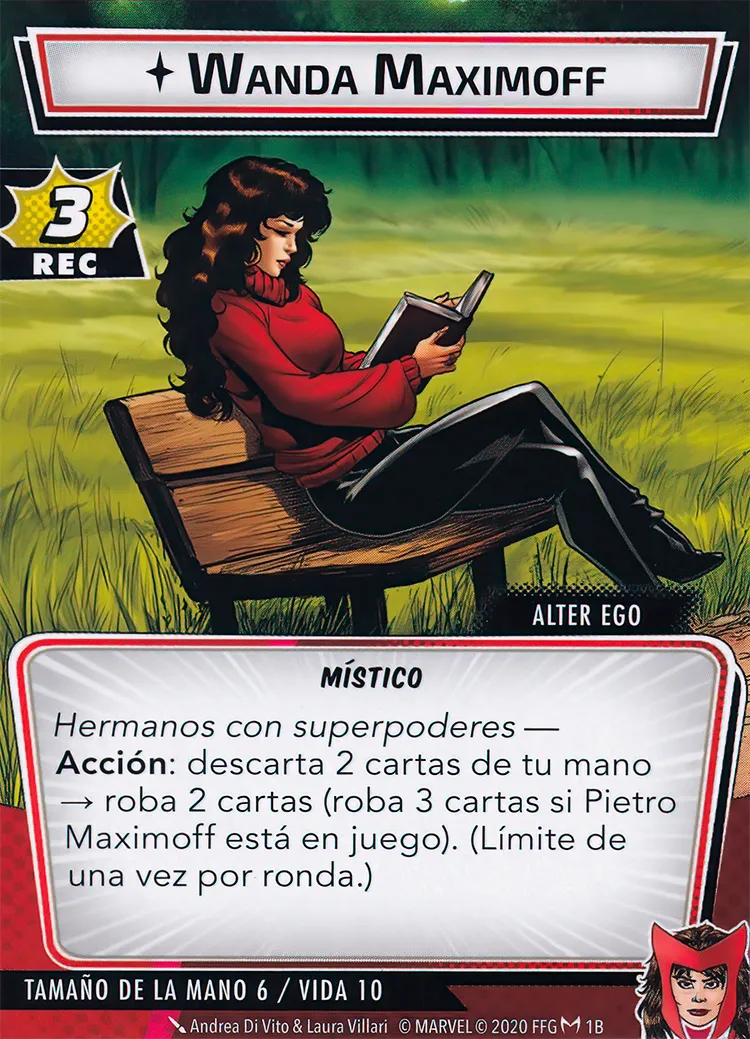 WANDA MAXIMOFF
3
REC
ALTER EGO
MÍSTICO
Hermanos con superpoderes —
Acción: descarta 2 cartas de tu mano
→ roba 2 cartas (roba 3 cartas si Pietro
Maximoff está en juego). (Límite de
una vez por ronda.)
TAMAÑO DE LA MANO 6 / VIDA 10
Andrea Di Vito & Laura Villari © MARVEL © 2020 FFG 1B